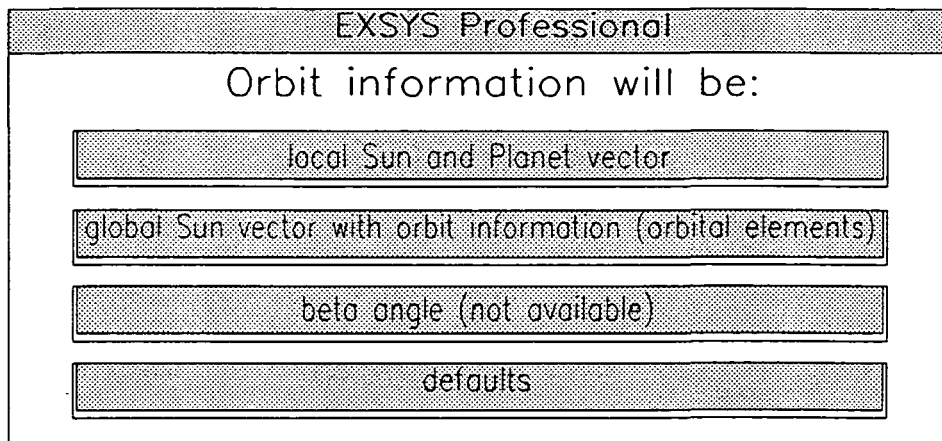 EXSYS Professional
Orbit information will be:
local Sun and Planet vector
global Sun vector with orbit information (orbital elements)
beta angle (not available)
defaults